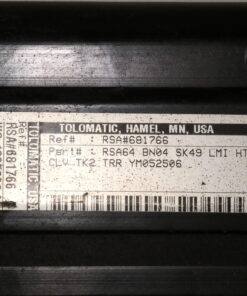 TOLOMATIC, HAMEL, MN, USA
Ref# : RSA#681766
Part# : RSA64 BN04 SK49 LMI HT
CLV TK2 TRR YM052506
TOLOMATIC USA
RSA#681766